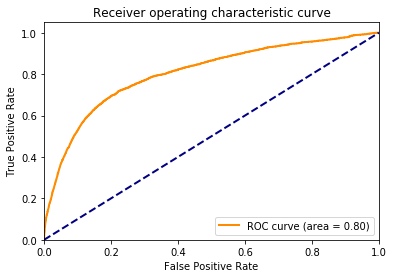 Receiver operating characteristic curve
True Positive Rate
1.0
0.8
0.6
0.4
0.2
0.0
ROC curve (area = 0.80)
0.0 0.2 0.4 0.6 0.8 1.0
False Positive Rate